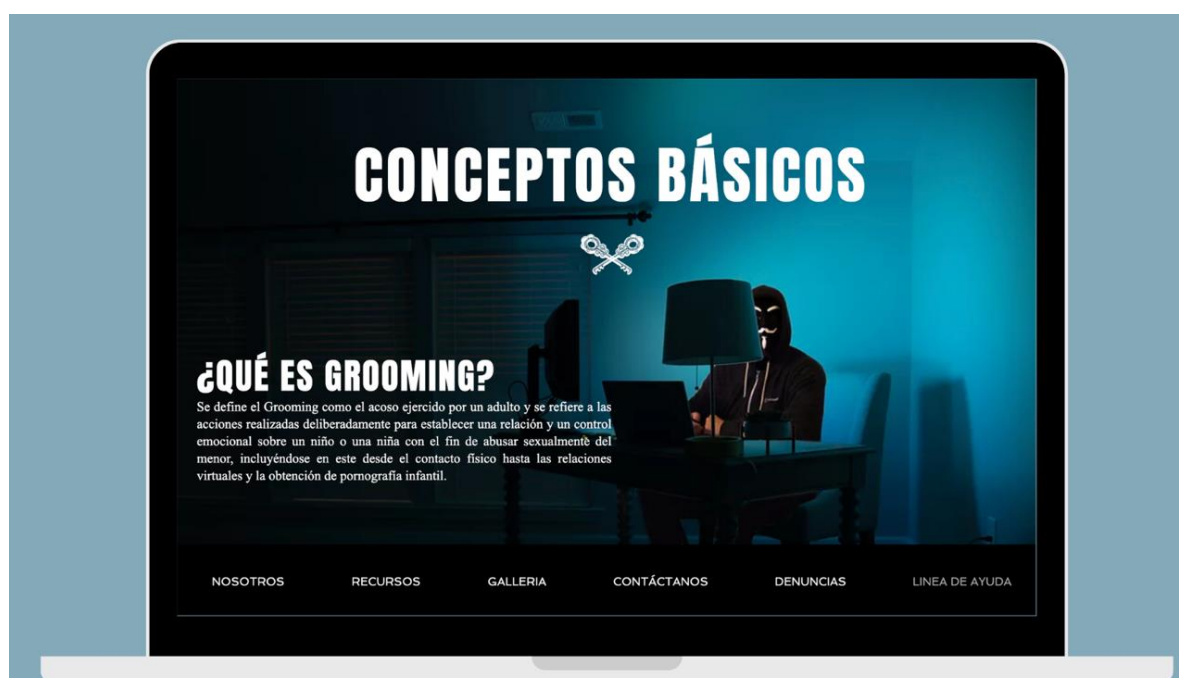 CONCEPTOS BÁSICOS
¿QUÉ ES GROOMING?
Se define el Grooming como el acoso ejercido por un adulto y se refiere a las
acciones realizadas deliberadamente para establecer una relación y un control
emocional sobre un niño o una niña con el fin de abusar sexualmente del
menor, incluyéndose en este desde el contacto físico hasta las relaciones
virtuales y la obtención de pornografía infantil.
NOSOTROS RECURSOS GALLERIA CONTÁCTANOS DENUNCIAS LINEA DE AYUDA